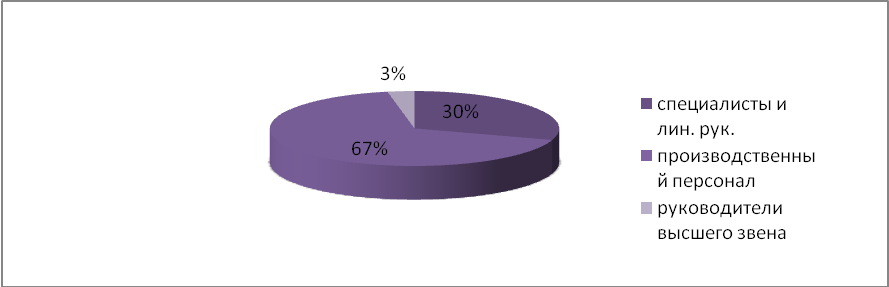 3%
30%
67%
специалисты и
лин. рук.
производственны
й персонал
руководители
высшего звена